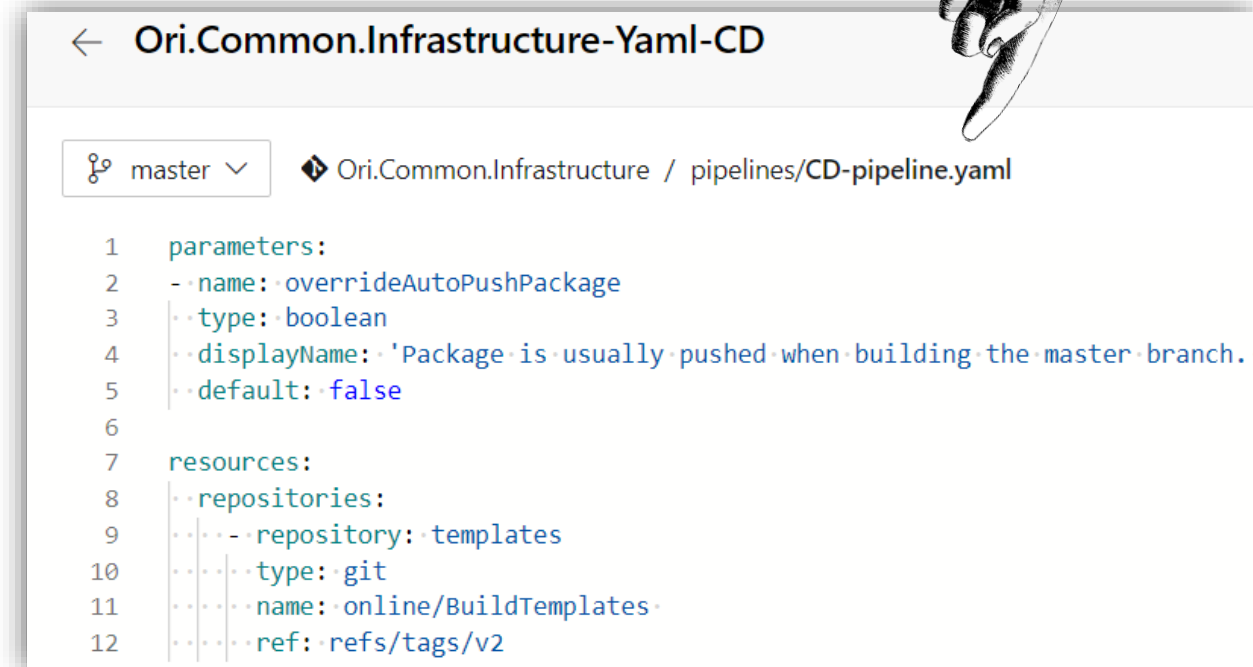 ← Ori.Common.Infrastructure-Yaml-CD
master Ori.Common.Infrastructure / pipelines/CD-pipeline.yaml
1 parameters:
2 - name: overrideAutoPushPackage
3   type: boolean
4   displayName: 'Package is usually pushed when building the master branch.
5   default: false
6
7 resources:
8   repositories:
9     - repository: templates
10       type: git
11       name: online/BuildTemplates
12       ref: refs/tags/v2